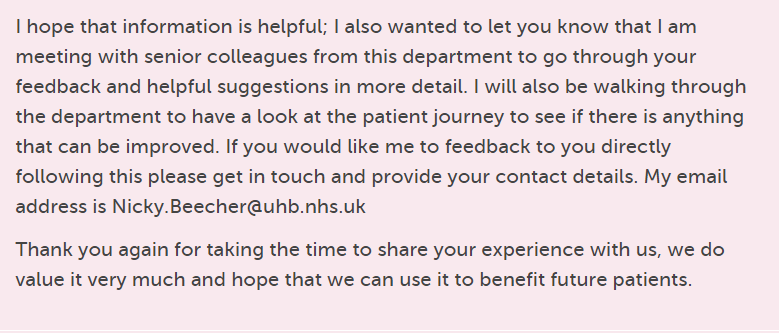 I hope that information is helpful; I also wanted to let you know that I am
meeting with senior colleagues from this department to go through your
feedback and helpful suggestions in more detail. I will also be walking through
the department to have a look at the patient journey to see if there is anything
that can be improved. If you would like me to feedback to you directly
following this please get in touch and provide your contact details. My email
address is Nicky.Beecher@uhb.nhs.uk
Thank you again for taking the time to share your experience with us, we do
value it very much and hope that we can use it to benefit future patients.